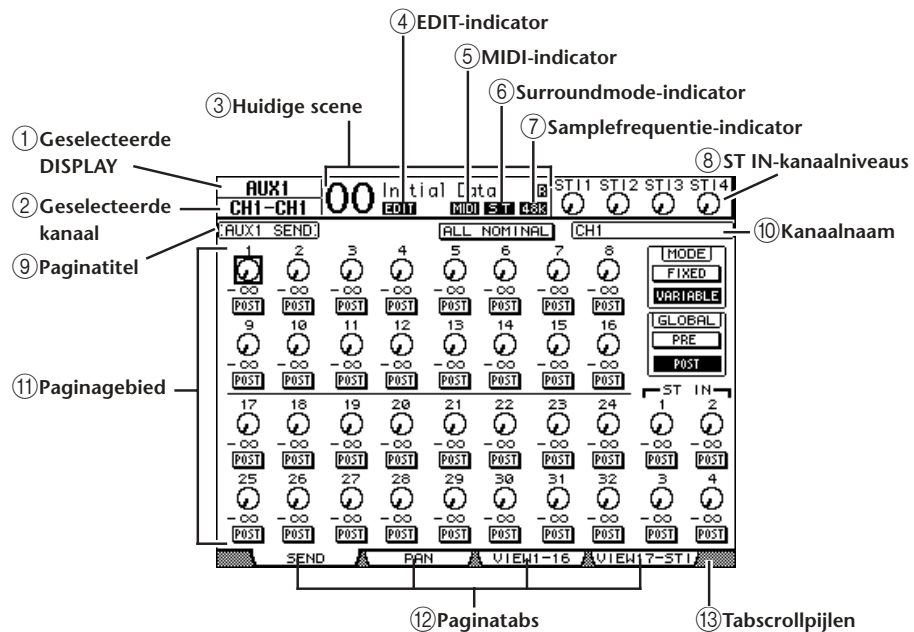 ④EDIT-indicator
⑤MIDI-indicator
⑥Surroundmode-indicator
③Huidige scene
⑦Samplefrequentie-indicator
①Geselecteerde
DISPLAY
⑧ST IN-kanaalniveaus
②Geselecteerde
kanaal
⑨Paginatitel
⑩Kanaalnaam
AUX1
CH1-CH1
00 Initial Data
EDIT MIDI ST 48K
STI1 STI2 STI3 STI4
AUX1 SEND ALL NOMINAL CH1
1 2 3 4 5 6 7 8
-∞ -∞ -∞ -∞ -∞ -∞ -∞ -∞
POST POST POST POST POST POST POST POST
MODE
FIXED
VARIABLE
9 10 11 12 13 14 15 16
-∞ -∞ -∞ -∞ -∞ -∞ -∞ -∞
POST POST POST POST POST POST POST POST
GLOBAL
PRE
POST
⑪Paginagebied
ST IN
17 18 19 20 21 22 23 24 1 2
-∞ -∞ -∞ -∞ -∞ -∞ -∞ -∞ -∞ -∞
POST POST POST POST POST POST POST POST POST POST
25 26 27 28 29 30 31 32 3 4
-∞ -∞ -∞ -∞ -∞ -∞ -∞ -∞ -∞ -∞
POST POST POST POST POST POST POST POST POST POST
SEND PAN VIEW1-16 VIEW17-STI
⑫Paginatabs
⑬Tabscrollpijlen